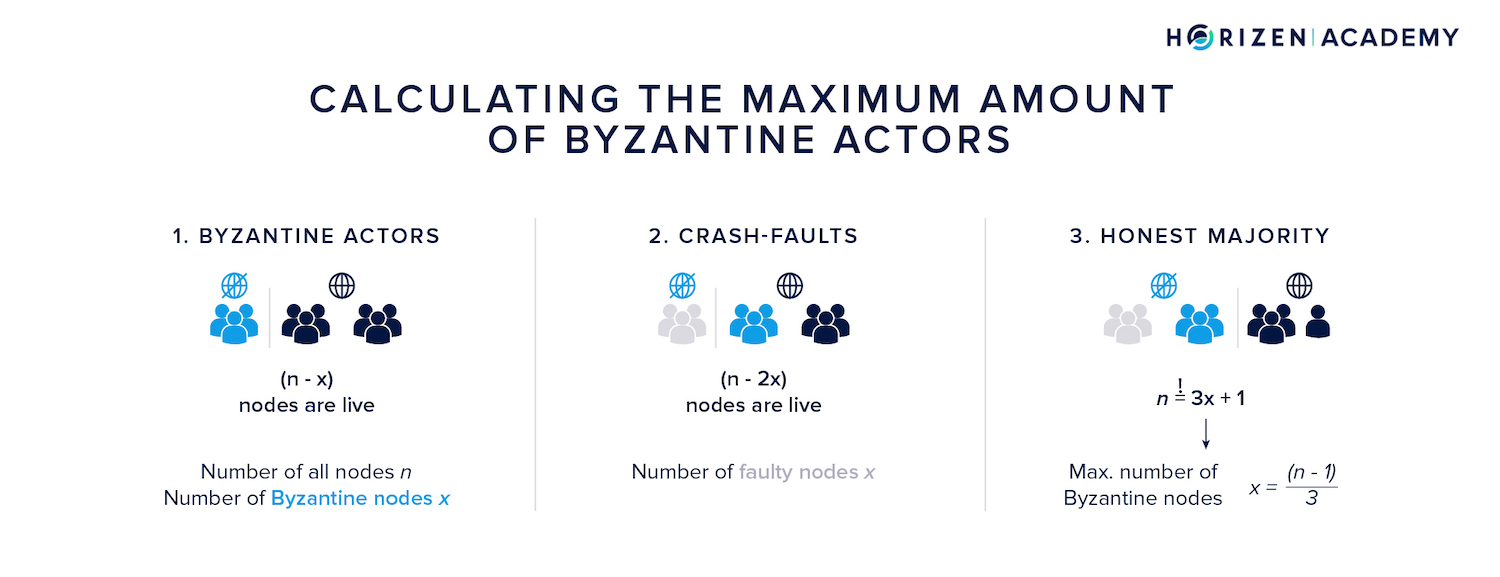 HORIZEN | ACADEMY
CALCULATING THE MAXIMUM AMOUNT
OF BYZANTINE ACTORS
1. BYZANTINE ACTORS
(n - x)
nodes are live
Number of all nodes n
Number of Byzantine nodes x
2. CRASH-FAULTS
(n - 2x)
nodes are live
Number of faulty nodes x
3. HONEST MAJORITY
!
n = 3x + 1
Max. number of
Byzantine nodes
x = (n - 1)
3